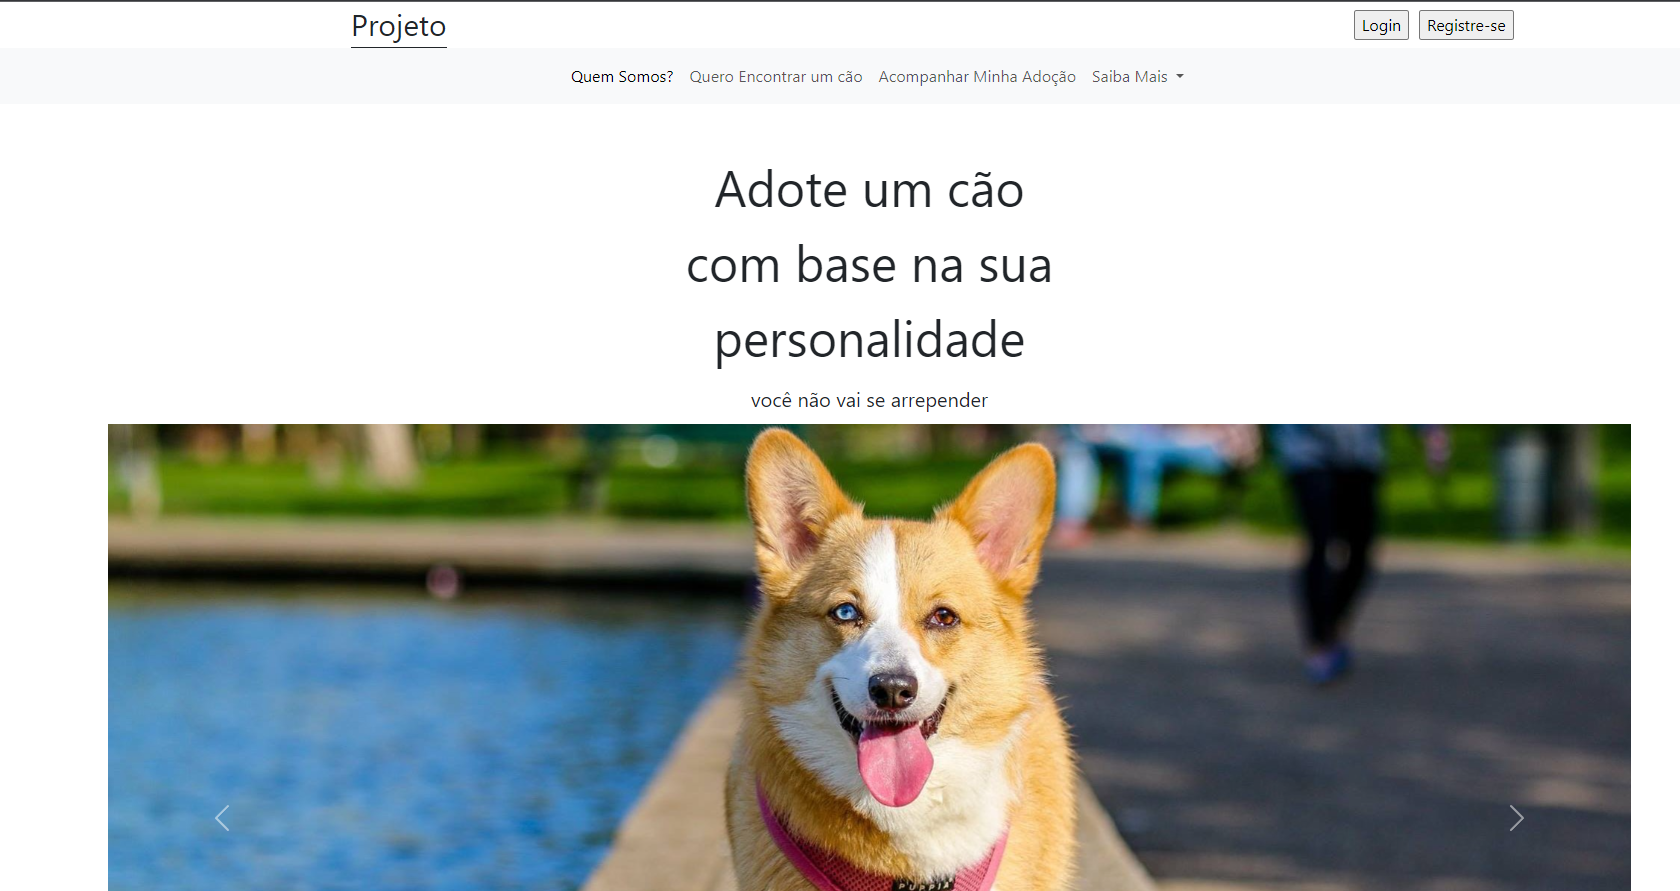 Projeto
Login Registre-se
Quem Somos? Quero Encontrar um cão Acompanhar Minha Adoção Saiba Mais
Adote um cão
com base na sua
personalidade
você não vai se arrepender
PUPPIA